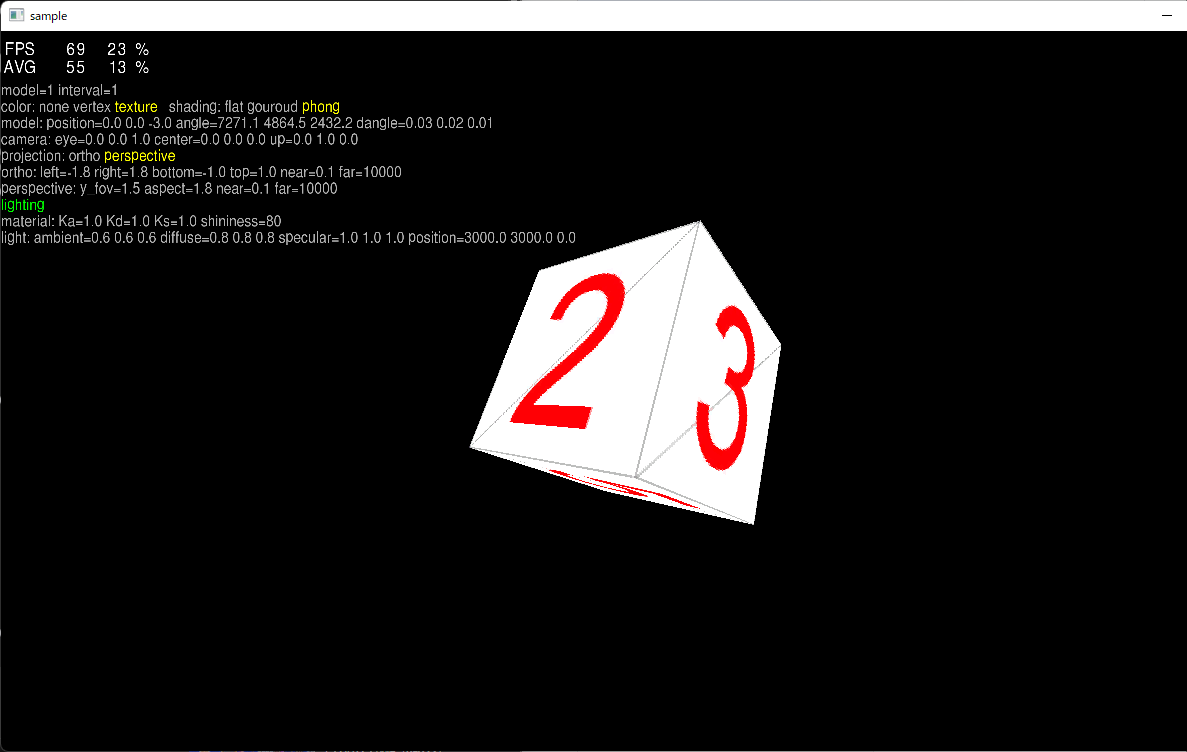 sample
FPS 69 23 %
AVG 55 13 %
model=1 interval=1
color: none vertex texture shading: flat gouroud phong
model: position=0.0 0.0 -3.0 angle=7271.1 4864.5 2432.2 dangle=0.03 0.02 0.01
camera: eye=0.0 0.0 1.0 center=0.0 0.0 0.0 up=0.0 1.0 0.0
projection: ortho perspective
ortho: left=-1.8 right=1.8 bottom=-1.0 top=1.0 near=0.1 far=10000
perspective: y_fov=1.5 aspect=1.8 near=0.1 far=10000
lighting
material: Ka=1.0 Kd=1.0 Ks=1.0 shininess=80
light: ambient=0.6 0.6 0.6 diffuse=0.8 0.8 0.8 specular=1.0 1.0 1.0 position=3000.0 3000.0 0.0
2
3